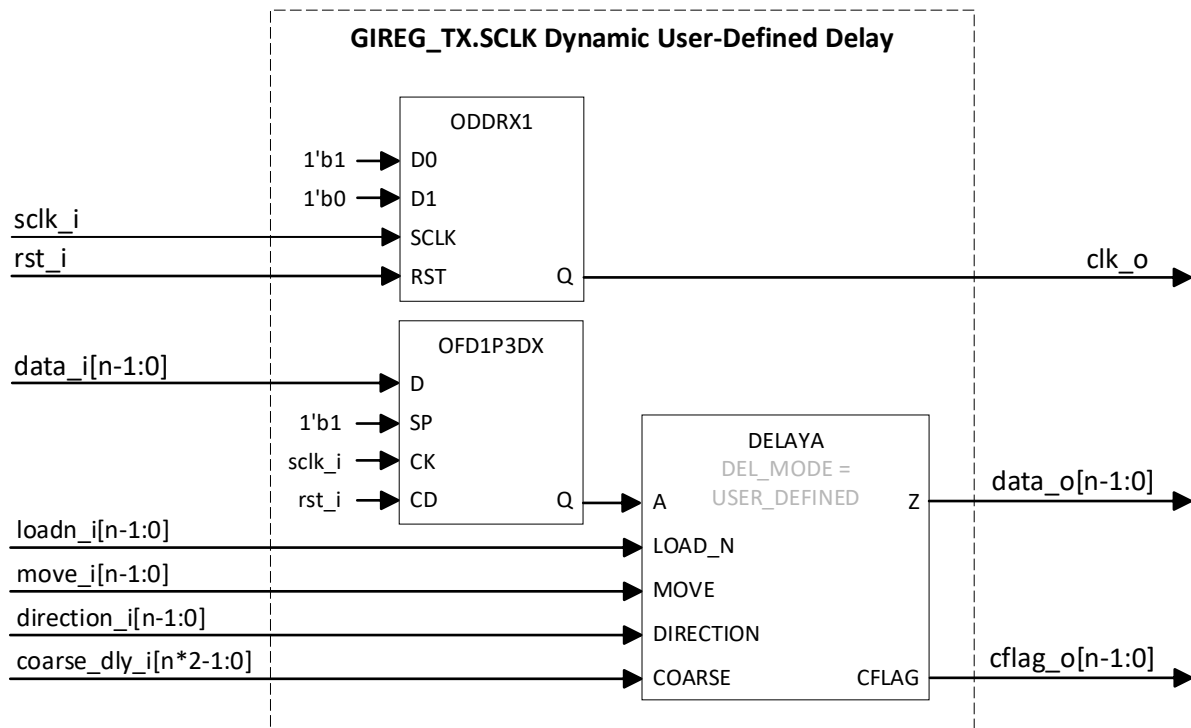 GIREG_TX.SCLK Dynamic User-Defined Delay
ODDRX1
1'b1
D0
1'b0
D1
sclk_i
SCLK
rst_i
RST
Q
clk_o
OFD1P3DX
data_i[n-1:0]
D
1'b1
SP
sclk_i
CK
rst_i
CD
Q
DELAYA
DEL_MODE =
USER_DEFINED
A
Z
data_o[n-1:0]
loadn_i[n-1:0]
LOAD_N
move_i[n-1:0]
MOVE
direction_i[n-1:0]
DIRECTION
coarse_dly_i[n*2-1:0]
COARSE
CFLAG
cflag_o[n-1:0]